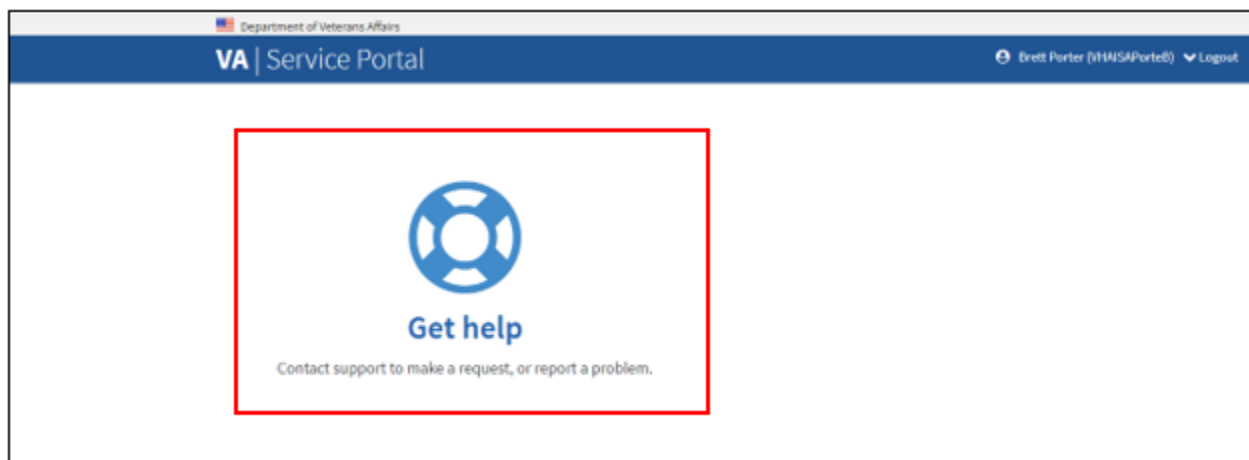 Department of Veterans Affairs
VA | Service Portal
Brett Porter (VHAISAPorteB) Logout
Get help
Contact support to make a request, or report a problem.